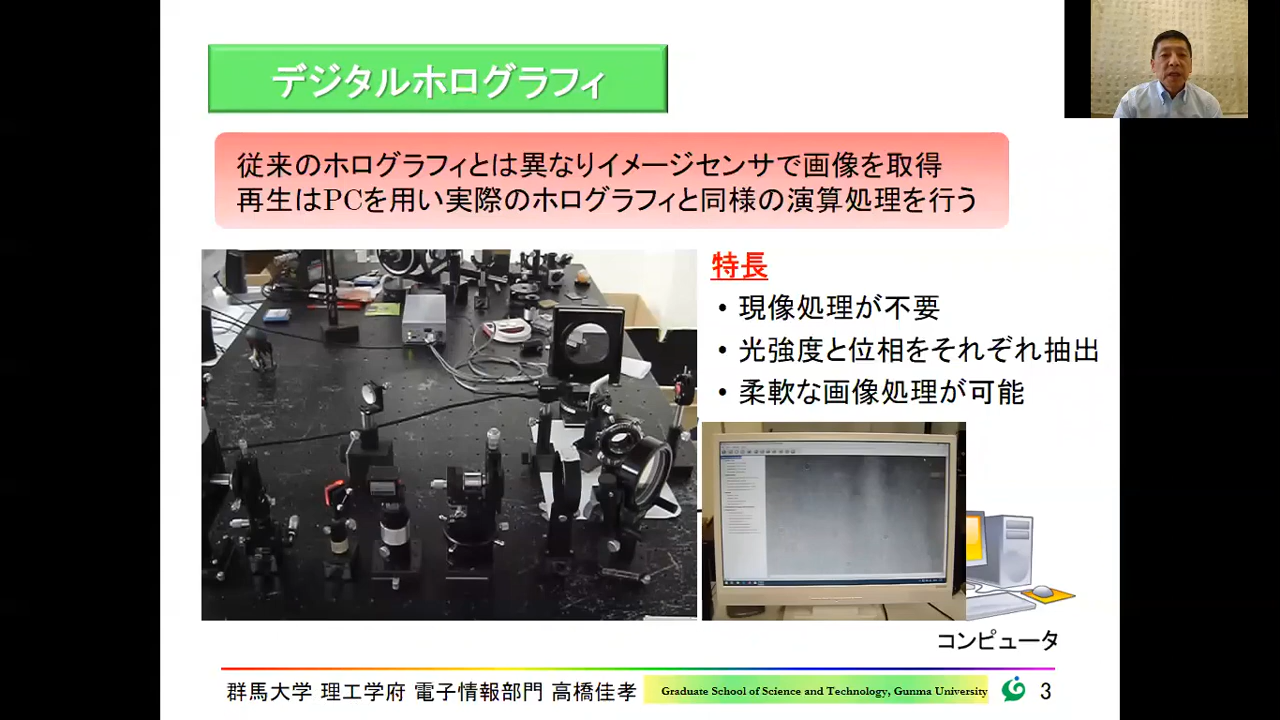 デジタルホログラフィ
従来のホログラフィとは異なりイメージセンサで画像を取得
再生はPCを用い実際のホログラフィと同様の演算処理を行う
特長
• 現像処理が不要
• 光強度と位相をそれぞれ抽出
• 柔軟な画像処理が可能
コンピュータ
群馬大学 理工学府 電子情報部門 高橋佳孝
Graduate School of Science and Technology, Gunma University
3